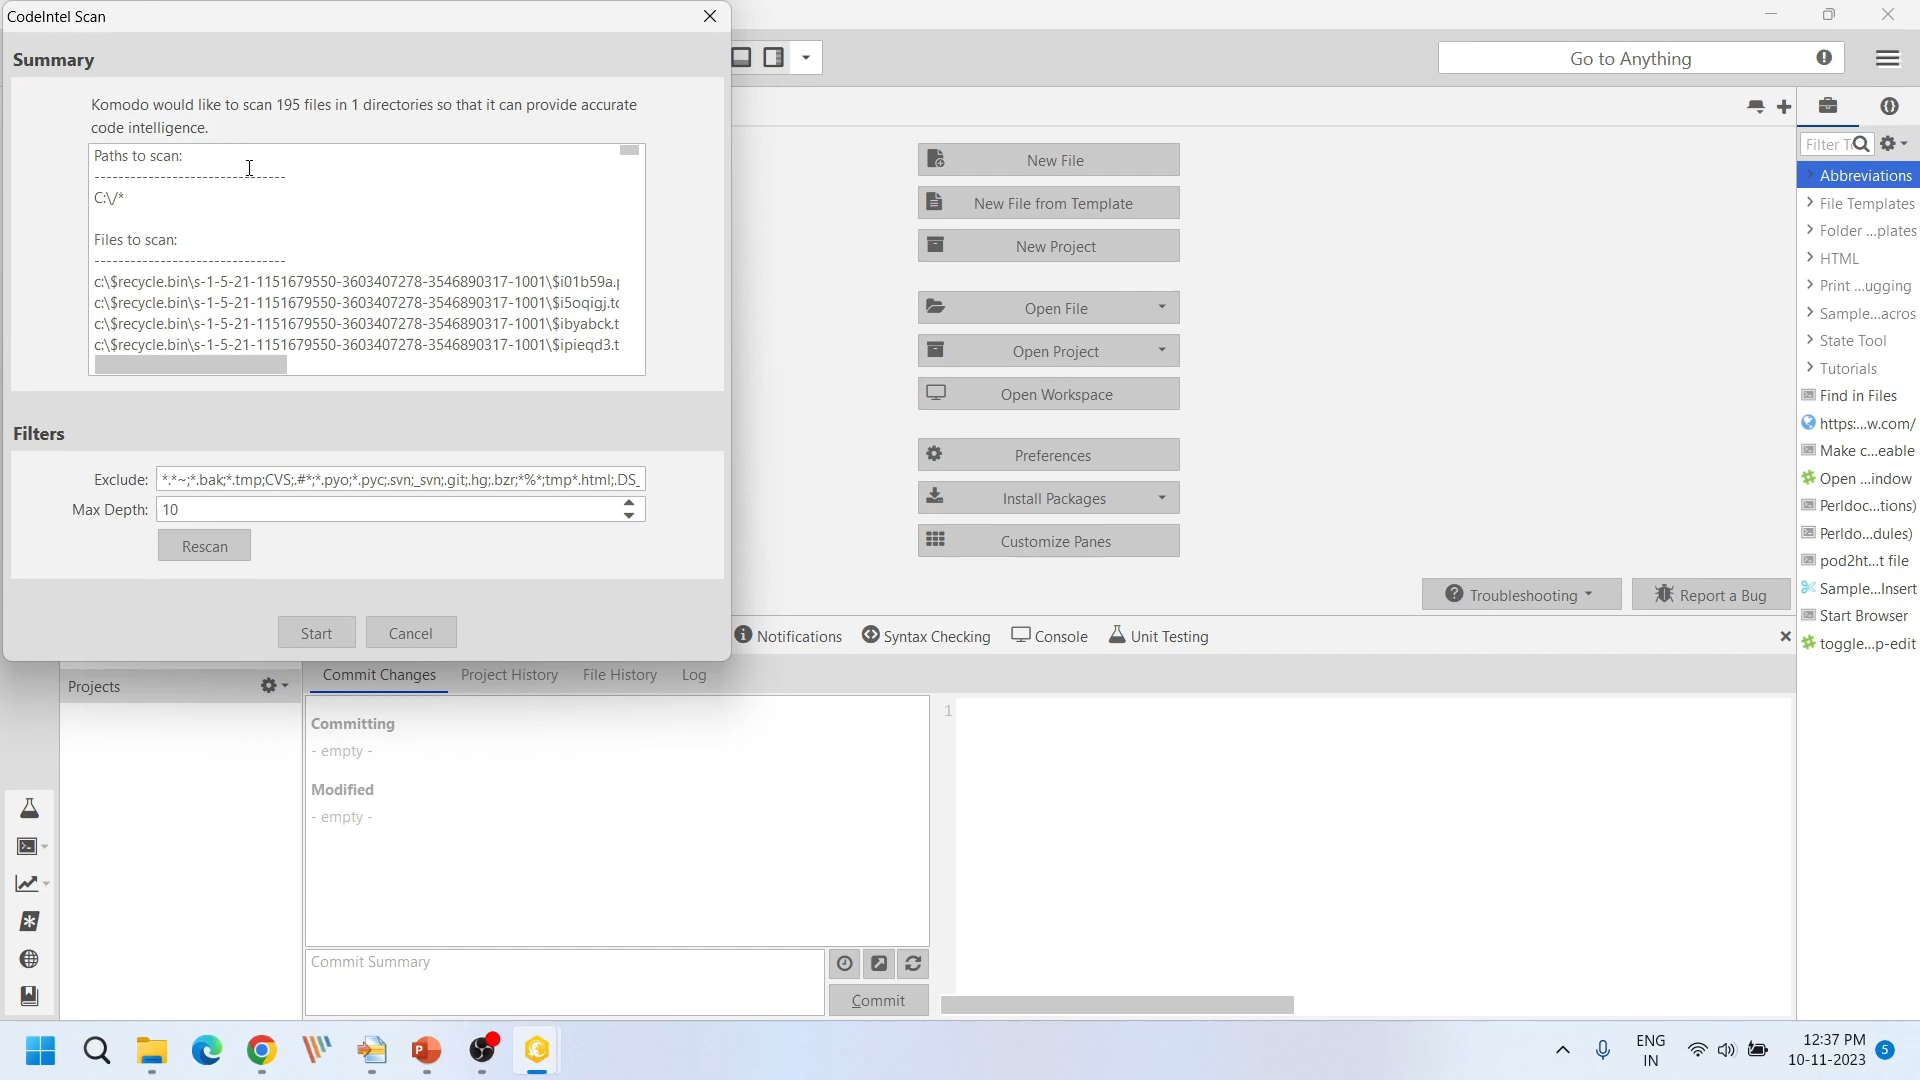 CodeIntel Scan
Summary
Komodo would like to scan 195 files in 1 directories so that it can provide accurate
code intelligence.
Paths to scan:
--------------------------------
C:\/*
Files to scan:
--------------------------------
c:\$recycle.bin\s-1-5-21-1151679550-3603407278-3546890317-1001\$i01b59a.p
c:\$recycle.bin\s-1-5-21-1151679550-3603407278-3546890317-1001\$i5oqigj.tc
c:\$recycle.bin\s-1-5-21-1151679550-3603407278-3546890317-1001\$ibyabck.t
c:\$recycle.bin\s-1-5-21-1151679550-3603407278-3546890317-1001\$ipieqd3.t
Filters
Exclude: *.*~;*.bak;*.tmp;CVS;.#*;*.pyo;*.pyc;.svn;_svn;.git;.hg;.bzr;*%*;tmp*.html;.DS_
Max Depth: 10
Rescan
Start Cancel
Go to Anything
New File
New File from Template
New Project
Open File
Open Project
Open Workspace
Preferences
Install Packages
Customize Panes
Troubleshooting
Report a Bug
Filter T
Abbreviations
File Templates
Folder ...plates
HTML
Print ...ugging
Sample...acros
State Tool
Tutorials
Find in Files
https:...w.com/
Make c...eable
Open ...indow
Perldoc...tions)
Perldo...dules)
pod2ht...t file
Sample...Insert
Start Browser
toggle...p-edit
Notifications Syntax Checking Console Unit Testing
Projects
Commit Changes Project History File History Log
Committing
- empty -
Modified
- empty -
1
Commit Summary
Commit
ENG
IN
12:37 PM
10-11-2023
5